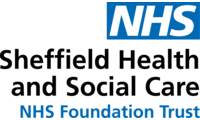 NHS
Sheffield Health
and Social Care
NHS Foundation Trust